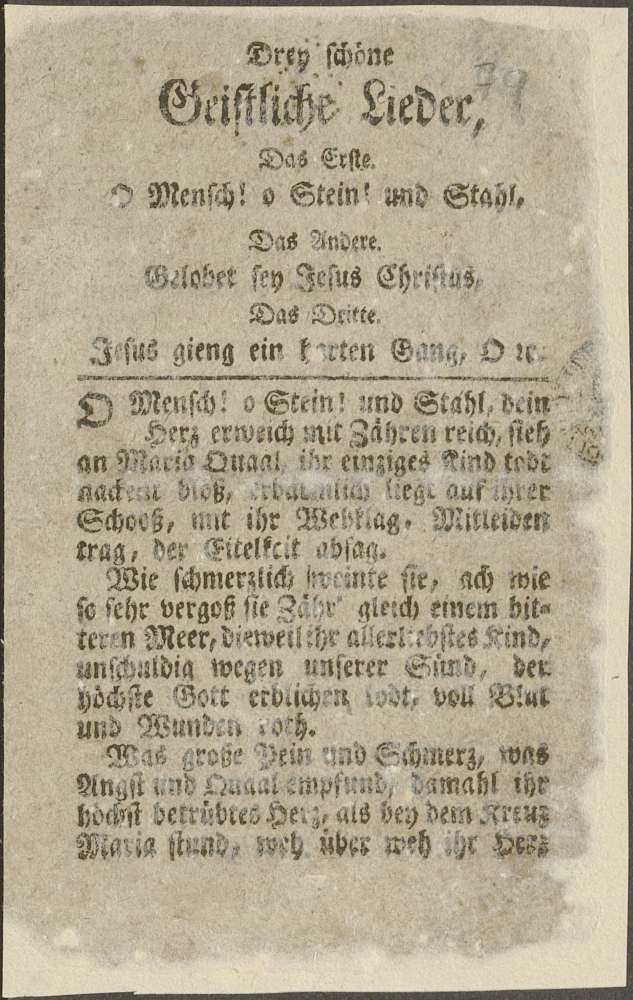 Drey schöne
Geistliche Lieder,
Das Erste.
O Mensch! o Stein! und Stahl,
Das Andere.
Gelobet sey Jesus Christus,
Das Dritte.
Jesus gieng ein harten Gang, O ꝛc.
O Mensch! o Stein! und Stahl, dein
Herz erweich mit Zähren reich, sieh
an Maria Quaal, ihr einziges Kind todt
nackent bloß, erbärmlich liegt auf ihrer
Schooß, mit ihr Wehklag, Mitleiden
trag, der Eitelkeit absag.
Wie schmerzlich weinte sie, ach wie
so sehr vergoß sie Zähr' gleich einem bit-
teren Meer, dieweil ihr allerliebstes Kind,
unschuldig wegen unserer Sünd, der
höchste Gott erblichen todt, voll Blut
und Wunden roth.
Was große Pein und Schmerz, was
Angst und Quaal empfund, damahl ihr
höchst betrübtes Herz, als bey dem Kreuz
Maria stund, weh über weh ihr Herz